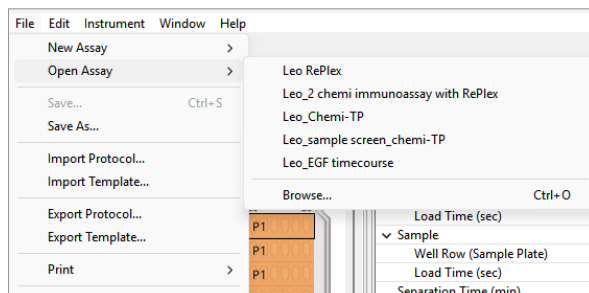 File Edit Instrument Window Help
New Assay >
Open Assay >
Leo RePlex
Leo_2 chemi immunoassay with RePlex
Save... Ctrl+S
Leo_Chemi-TP
Save As...
Leo_sample screen_chemi-TP
Import Protocol...
Leo_EGF timecourse
Import Template...
Browse... Ctrl+O
Export Protocol...
P1
Load Time (sec)
Export Template...
Sample
P1
Well Row (Sample Plate)
Print >
P1
Load Time (sec)
Separation Time (min)